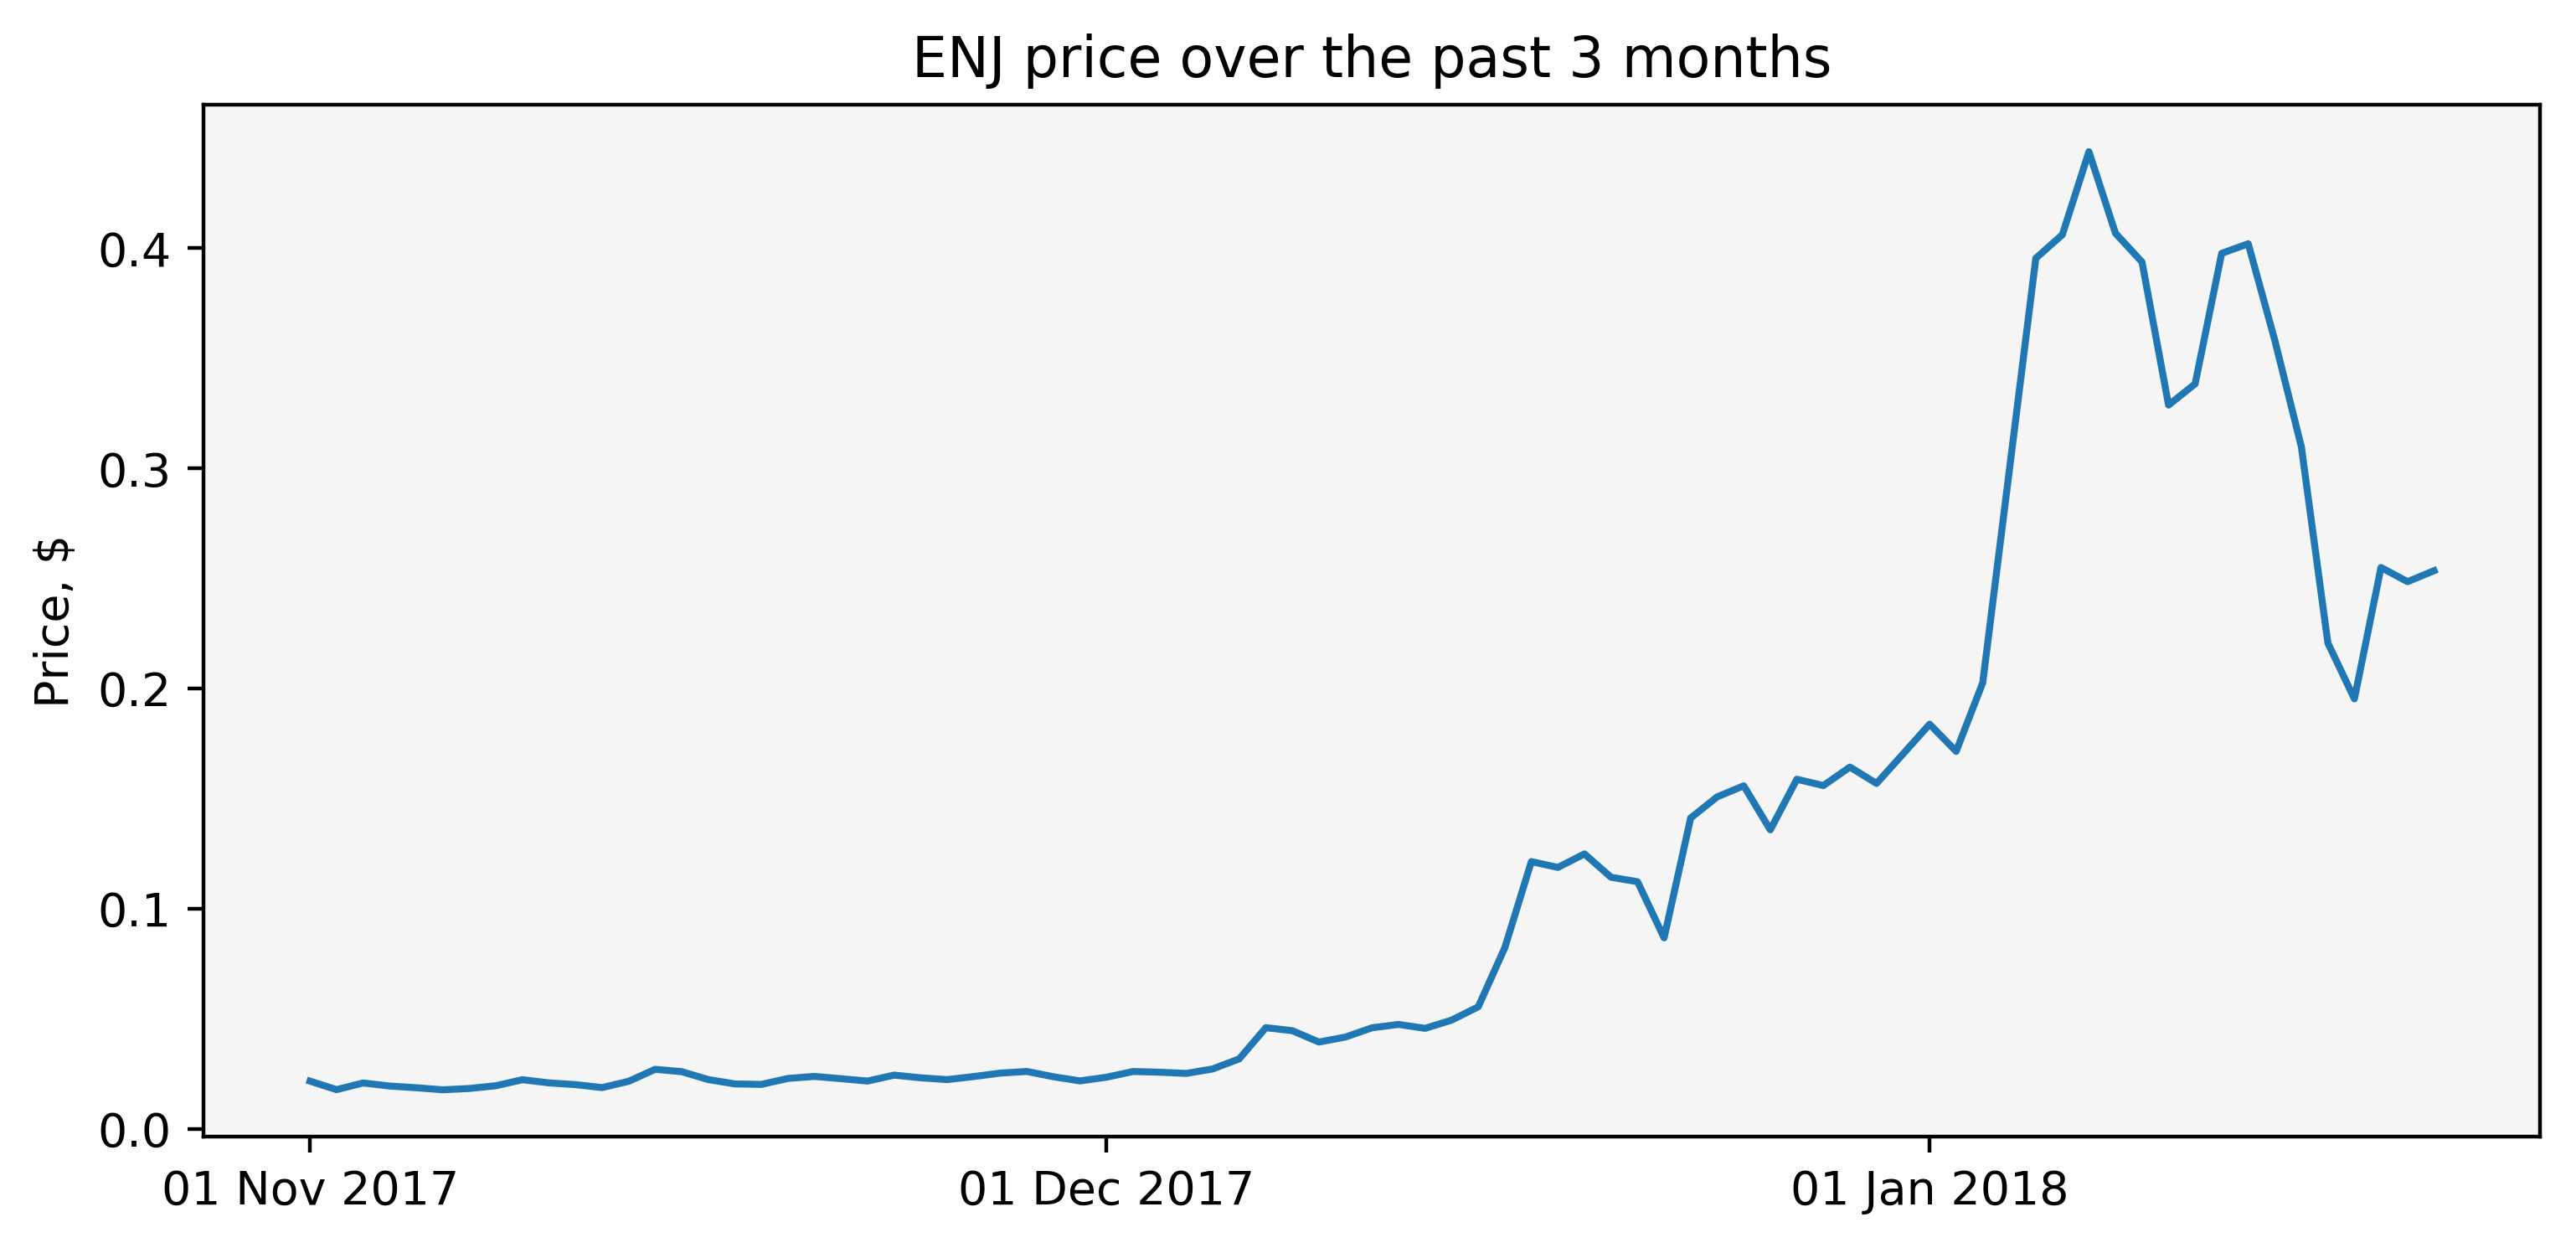 ENJ price over the past 3 months
Price, $
0.4
0.3
0.2
0.1
0.0
01 Nov 2017
01 Dec 2017
01 Jan 2018